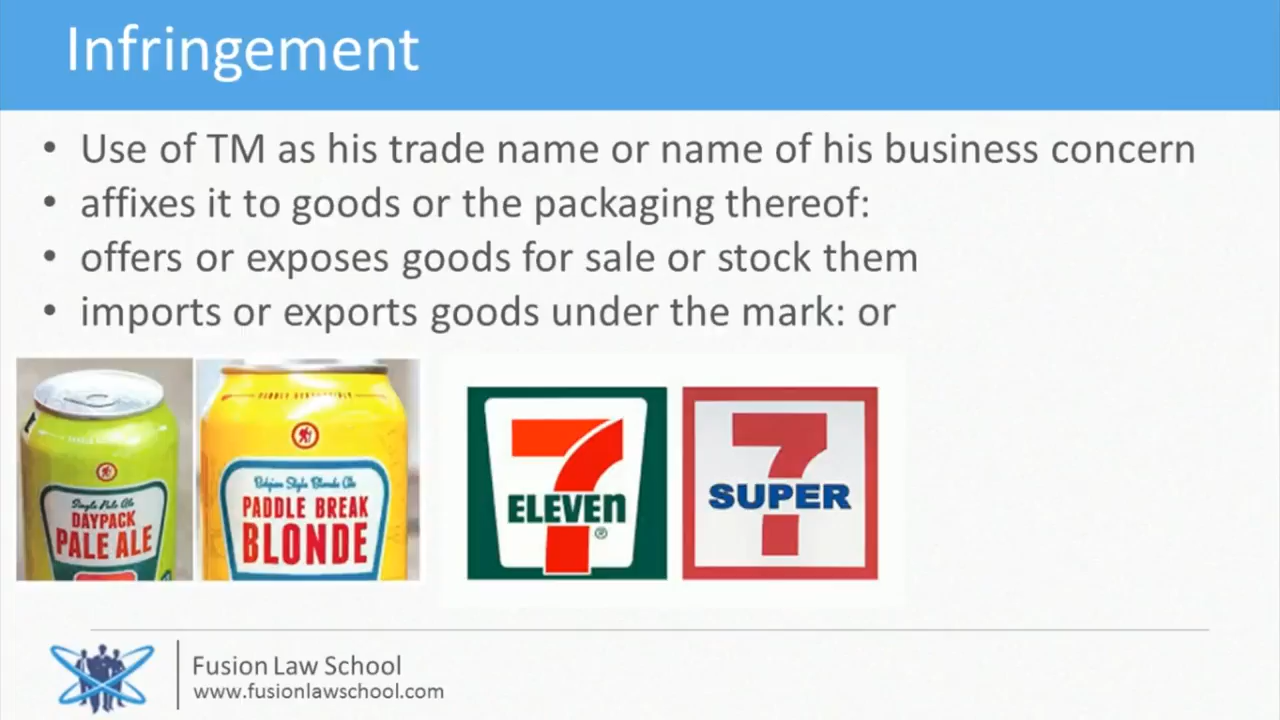 Infringement
• Use of TM as his trade name or name of his business concern
• affixes it to goods or the packaging thereof:
• offers or exposes goods for sale or stock them
• imports or exports goods under the mark: or
Single Pale Ale
DAYPACK
PALE ALE
Belgian Style Blonde Ale
PADDLE BREAK
BLONDE
7
ELEVEN
®
7
SUPER
Fusion Law School
www.fusionlawschool.com